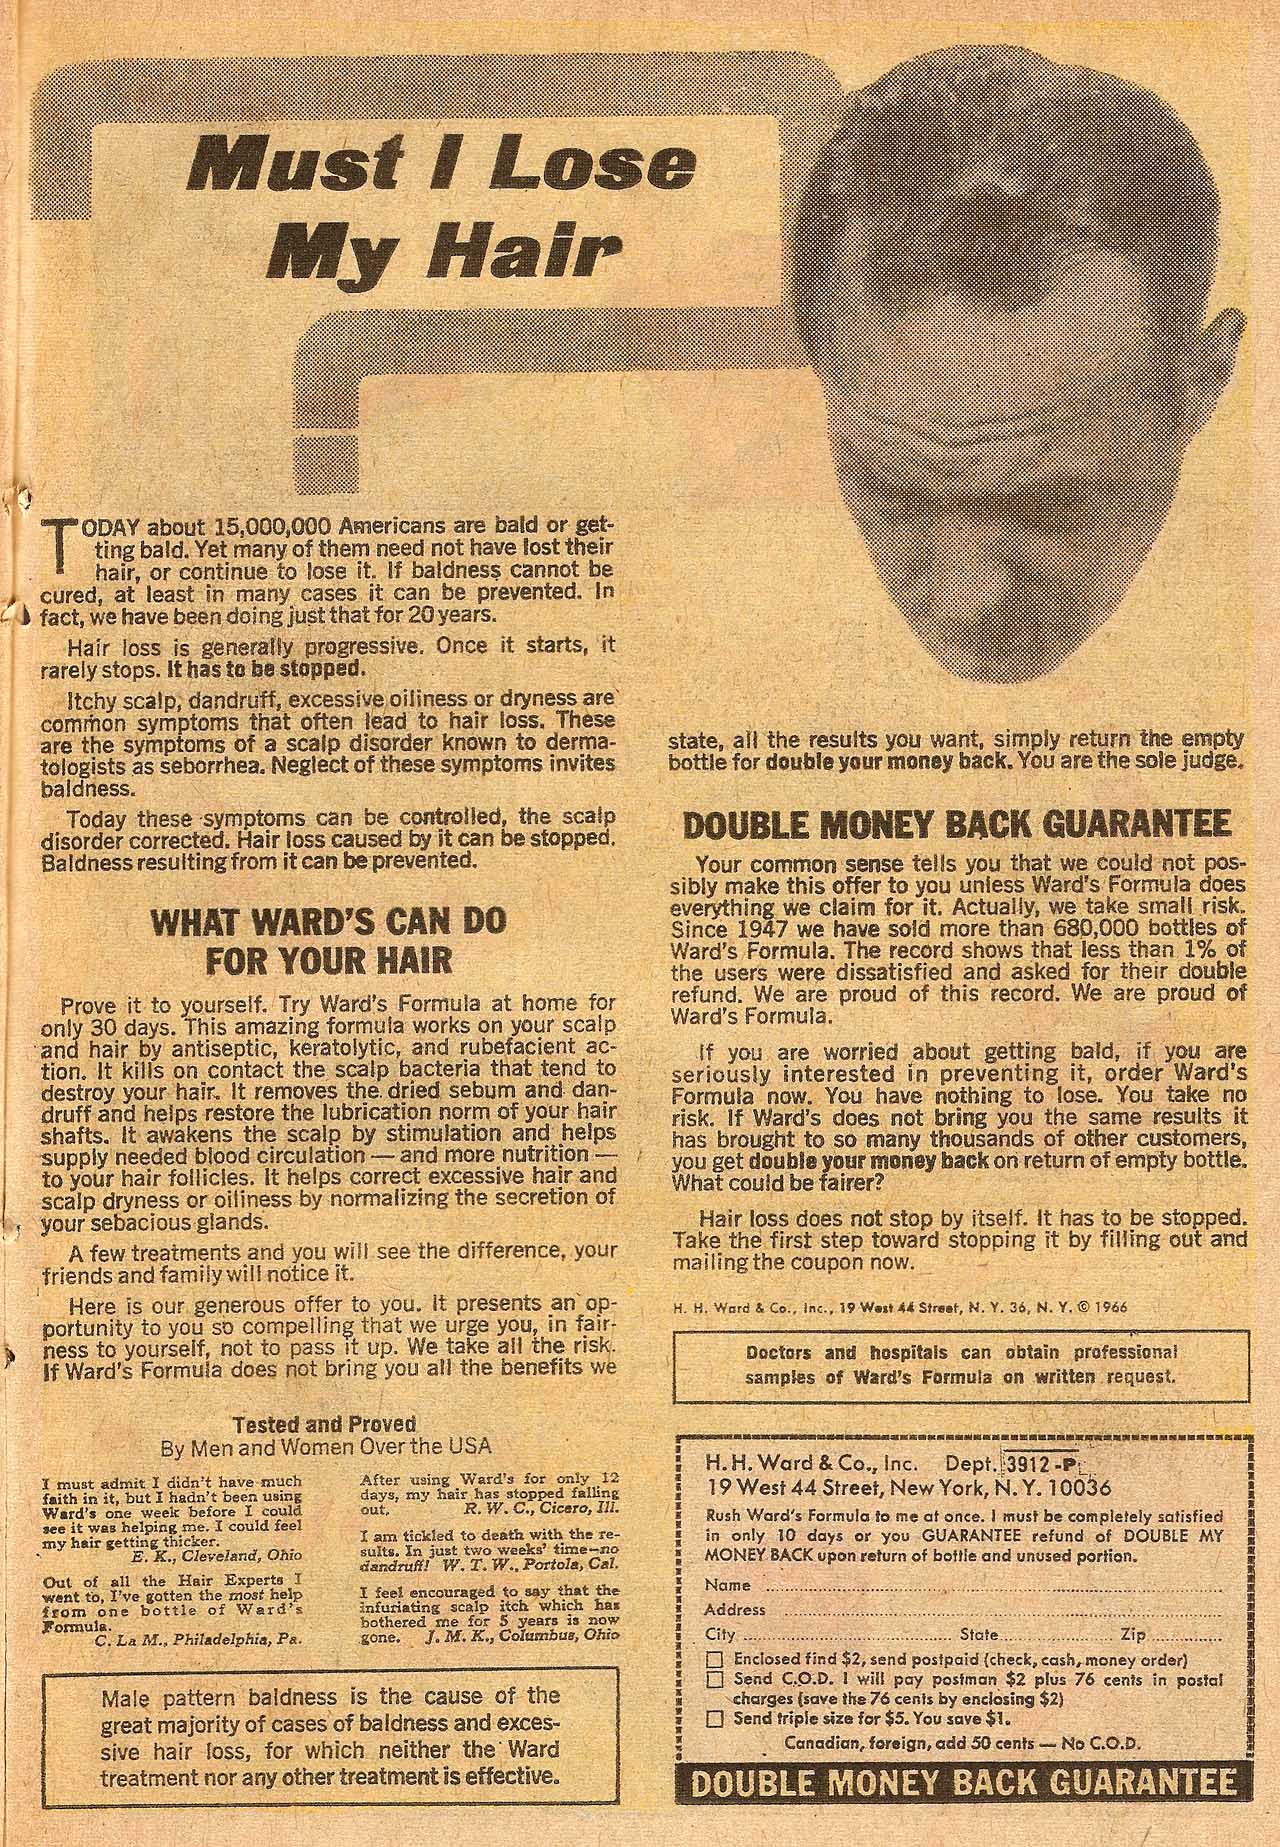 Must I Lose
My Hair
TODAY about 15,000,000 Americans are bald or get-
ting bald. Yet many of them need not have lost their
hair, or continue to lose it. If baldness cannot be
cured, at least in many cases it can be prevented. In
fact, we have been doing just that for 20 years.
Hair loss is generally progressive. Once it starts, it
rarely stops. It has to be stopped.
Itchy scalp, dandruff, excessive oiliness or dryness are
common symptoms that often lead to hair loss. These
are the symptoms of a scalp disorder known to derma-
tologists as seborrhea. Neglect of these symptoms invites
baldness.
Today these symptoms can be controlled, the scalp
disorder corrected. Hair loss caused by it can be stopped.
Baldness resulting from it can be prevented.
WHAT WARD'S CAN DO
FOR YOUR HAIR
Prove it to yourself. Try Ward's Formula at home for
only 30 days. This amazing formula works on your scalp
and hair by antiseptic, keratolytic, and rubefacient ac-
tion. It kills on contact the scalp bacteria that tend to
destroy your hair. It removes the dried sebum and dan-
druff and helps restore the lubrication norm of your hair
shafts. It awakens the scalp by stimulation and helps
supply needed blood circulation — and more nutrition —
to your hair follicles. It helps correct excessive hair and
scalp dryness or oiliness by normalizing the secretion of
your sebacious glands.
A few treatments and you will see the difference, your
friends and family will notice it.
Here is our generous offer to you. It presents an op-
portunity to you so compelling that we urge you, in fair-
ness to yourself, not to pass it up. We take all the risk.
If Ward's Formula does not bring you all the benefits we
state, all the results you want, simply return the empty
bottle for double your money back. You are the sole judge.
DOUBLE MONEY BACK GUARANTEE
Your common sense tells you that we could not pos-
sibly make this offer to you unless Ward's Formula does
everything we claim for it. Actually, we take small risk.
Since 1947 we have sold more than 680,000 bottles of
Ward's Formula. The record shows that less than 1% of
the users were dissatisfied and asked for their double
refund. We are proud of this record. We are proud of
Ward's Formula.
If you are worried about getting bald, if you are
seriously interested in preventing it, order Ward's
Formula now. You have nothing to lose. You take no
risk. If Ward's does not bring you the same results it
has brought to so many thousands of other customers,
you get double your money back on return of empty bottle.
What could be fairer?
Hair loss does not stop by itself. It has to be stopped.
Take the first step toward stopping it by filling out and
mailing the coupon now.
H. H. Ward & Co., Inc., 19 West 44 Street, N. Y. 36, N. Y. © 1966
Doctors and hospitals can obtain professional
samples of Ward's Formula on written request.
Tested and Proved
By Men and Women Over the USA
I must admit I didn't have much
faith in it, but I hadn't been using
Ward's one week before I could
see it was helping me. I could feel
my hair getting thicker.
E. K., Cleveland, Ohio
Out of all the Hair Experts I
went to, I've gotten the most help
from one bottle of Ward's
Formula.
C. La M., Philadelphia, Pa.
After using Ward's for only 12
days, my hair has stopped falling
out. R. W. C., Cicero, Ill.
I am tickled to death with the re-
sults. In just two weeks' time—no
dandruff! W. T. W., Portola, Cal.
I feel encouraged to say that the
infuriating scalp itch which has
bothered me for 5 years is now
gone. J. M. K., Columbus, Ohio
Male pattern baldness is the cause of the
great majority of cases of baldness and exces-
sive hair loss, for which neither the Ward
treatment nor any other treatment is effective.
H. H. Ward & Co., Inc. Dept. 3912-P
19 West 44 Street, New York, N. Y. 10036
Rush Ward's Formula to me at once. I must be completely satisfied
in only 10 days or you GUARANTEE refund of DOUBLE MY
MONEY BACK upon return of bottle and unused portion.
Name
Address
City State Zip
Enclosed find $2, send postpaid (check, cash, money order)
Send C.O.D. I will pay postman $2 plus 76 cents in postal
charges (save the 76 cents by enclosing $2)
Send triple size for $5. You save $1.
Canadian, foreign, add 50 cents — No C.O.D.
DOUBLE MONEY BACK GUARANTEE